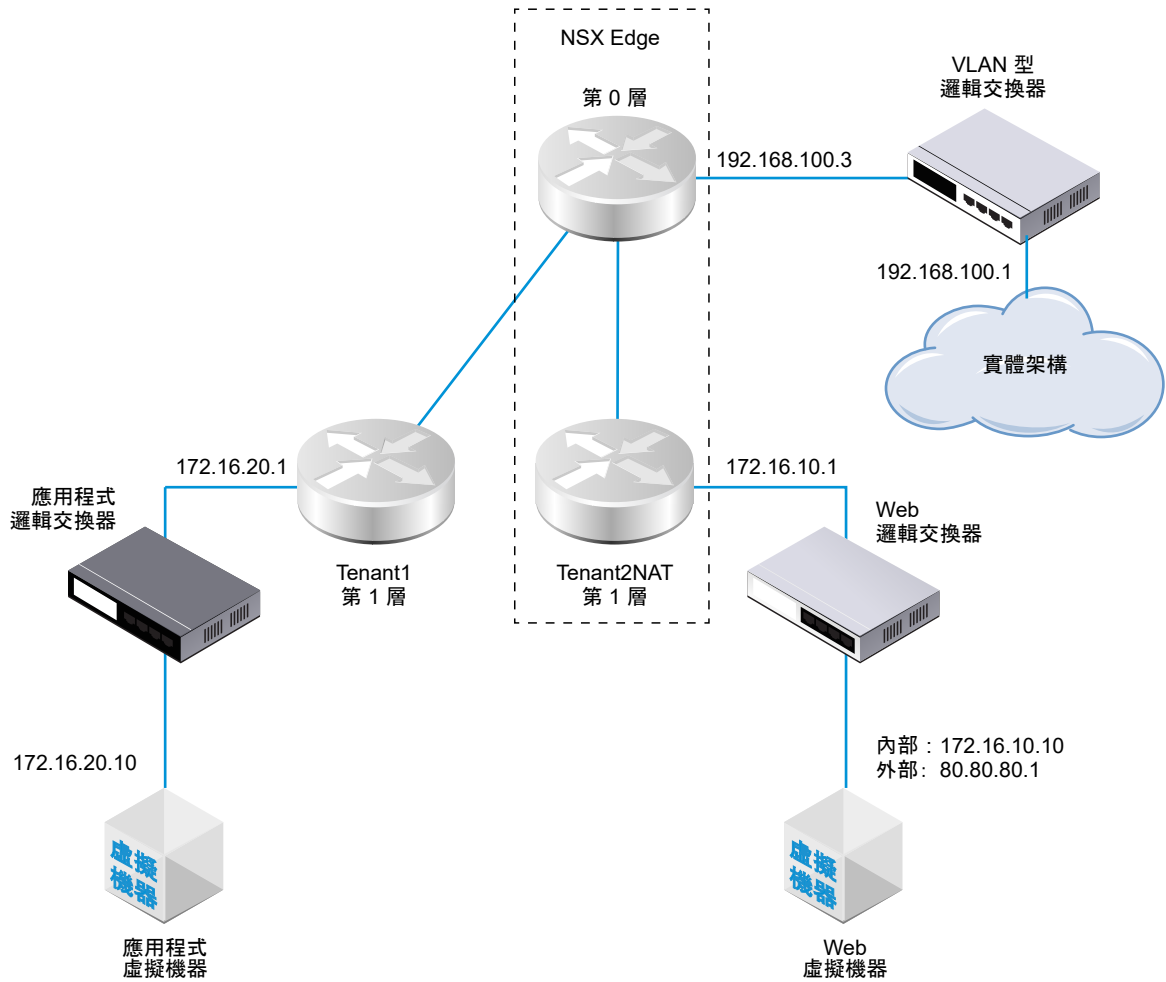 NSX Edge
第 0 層
VLAN 型
邏輯交換器
192.168.100.3
192.168.100.1
實體架構
172.16.20.1
172.16.10.1
應用程式
邏輯交換器
Web
邏輯交換器
Tenant1
第 1 層
Tenant2NAT
第 1 層
172.16.20.10
內部：172.16.10.10
外部： 80.80.80.1
虛擬
機器
虛擬
機器
應用程式
虛擬機器
Web
虛擬機器